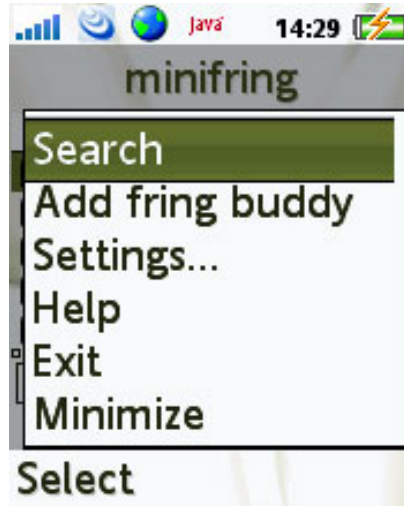 Java 14:29
minifring
Search
Add fring buddy
Settings...
Help
Exit
Minimize
Select